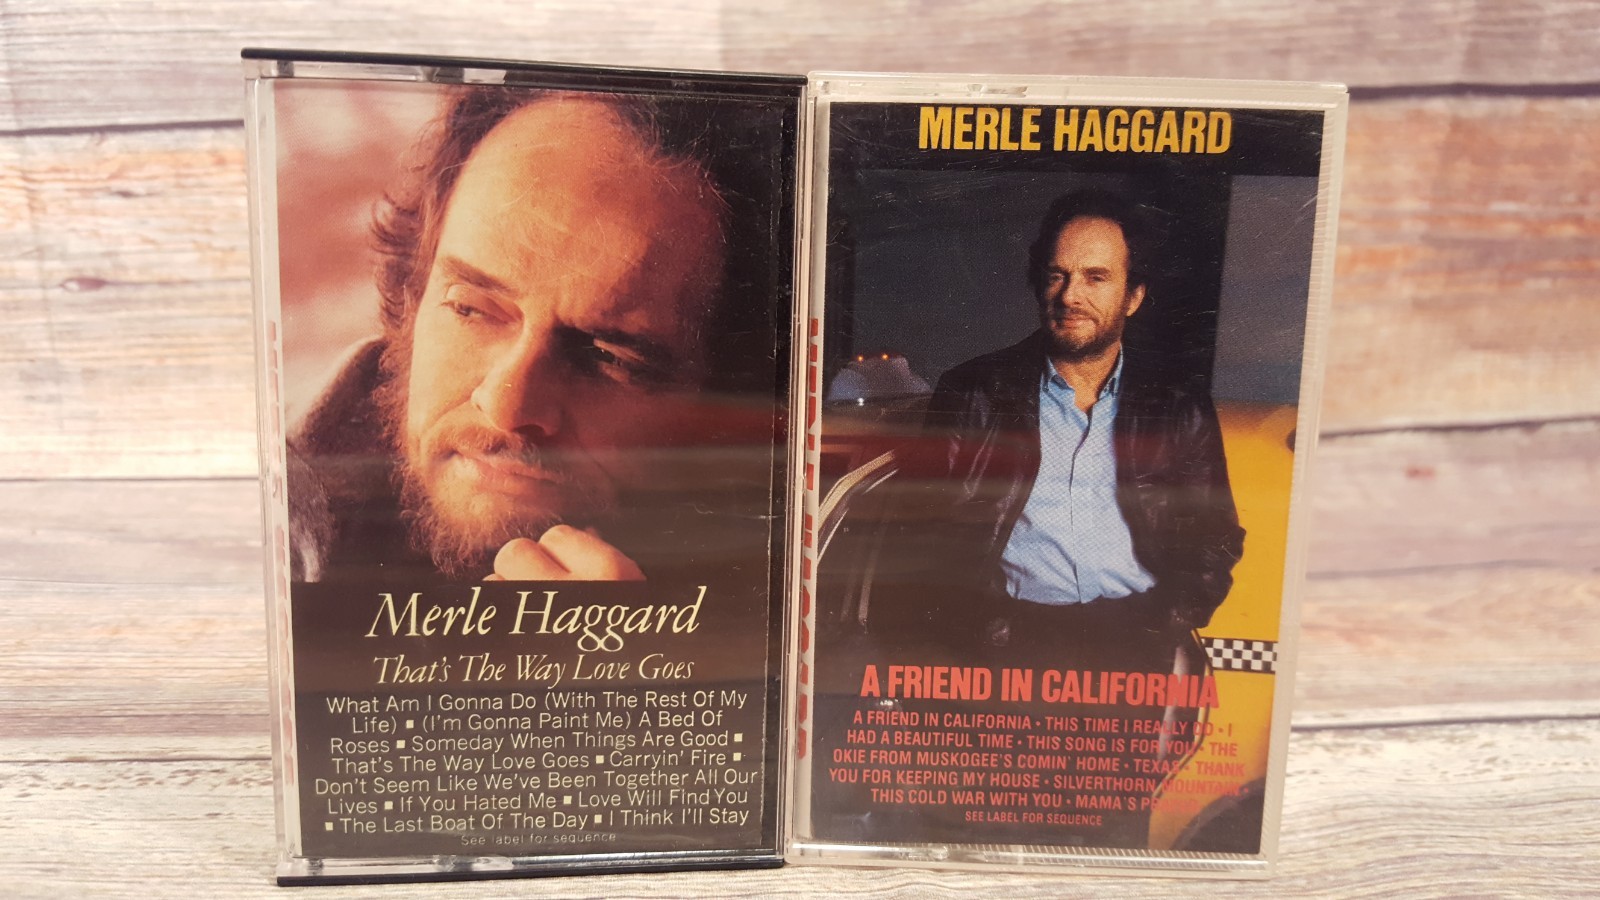 Merle Haggard
That's The Way Love Goes
What Am I Gonna Do (With The Rest Of My
Life) ▪ (I'm Gonna Paint Me) A Bed Of
Roses ▪ Someday When Things Are Good ▪
That's The Way Love Goes ▪ Carryin' Fire ▪
Don't Seem Like We've Been Together All Our
Lives ▪ If You Hated Me ▪ Love Will Find You
▪ The Last Boat Of The Day ▪ I Think I'll Stay
See label for sequence
MERLE HAGGARD
A FRIEND IN CALIFORNIA
A FRIEND IN CALIFORNIA • THIS TIME I REALLY DO • I
HAD A BEAUTIFUL TIME • THIS SONG IS FOR YOU • THE
OKIE FROM MUSKOGEE'S COMIN' HOME • TEXAS • THANK
YOU FOR KEEPING MY HOUSE • SILVERTHORN MOUNTAIN •
THIS COLD WAR WITH YOU • MAMA'S
SEE LABEL FOR SEQUENCE